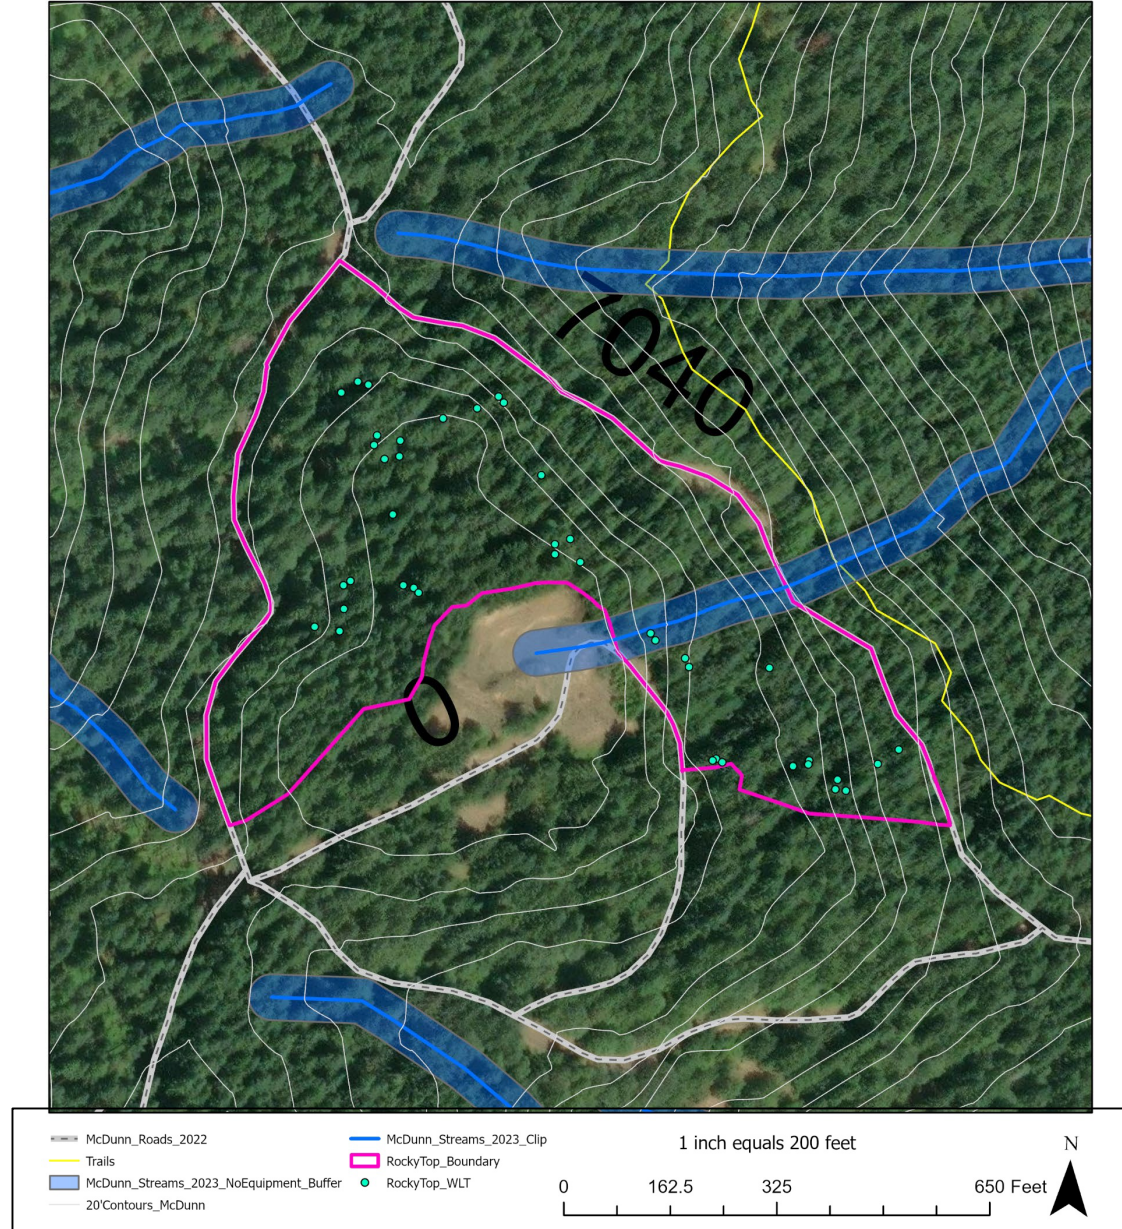 7040
0
McDunn_Roads_2022
Trails
McDunn_Streams_2023_NoEquipment_Buffer
20'Contours_McDunn
McDunn_Streams_2023_Clip
RockyTop_Boundary
RockyTop_WLT
1 inch equals 200 feet
0 162.5 325 650 Feet
N